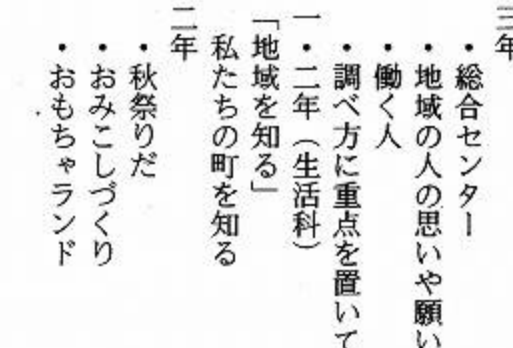 三年
・総合センター
・地域の人の思いや願い
・働く人
・調べ方に重点を置いて
一・二年（生活科）
「地域を知る」
私たちの町を知る
二年
・秋祭りだ
・おみこしづくり
・おもちゃランド